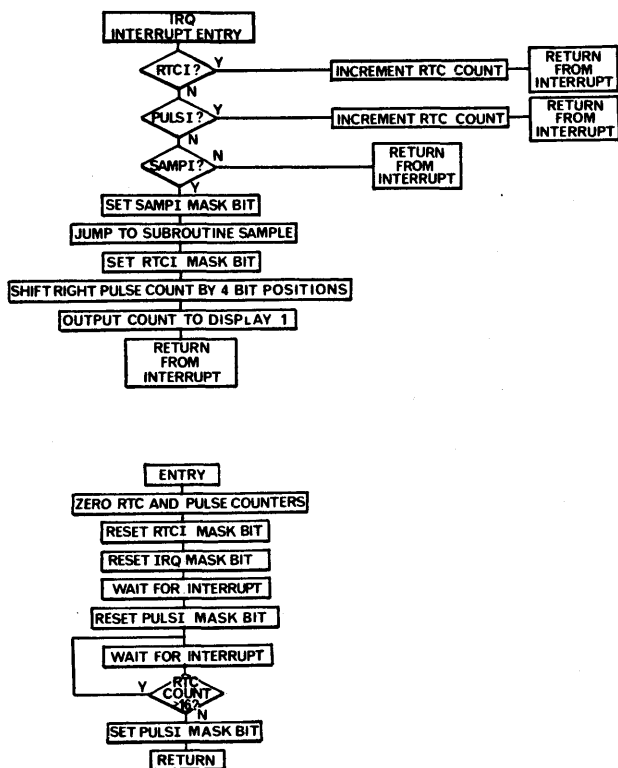 IRQ
INTERRUPT ENTRY
RTCI?
Y
INCREMENT RTC COUNT
RETURN
FROM
INTERRUPT
N
PULSI?
Y
INCREMENT RTC COUNT
RETURN
FROM
INTERRUPT
N
SAMPI?
N
RETURN
FROM
INTERRUPT
Y
SET SAMPI MASK BIT
JUMP TO SUBROUTINE SAMPLE
SET RTCI MASK BIT
SHIFT RIGHT PULSE COUNT BY 4 BIT POSITIONS
OUTPUT COUNT TO DISPLAY 1
RETURN
FROM
INTERRUPT
ENTRY
ZERO RTC AND PULSE COUNTERS
RESET RTCI MASK BIT
RESET IRQ MASK BIT
WAIT FOR INTERRUPT
RESET PULSI MASK BIT
WAIT FOR INTERRUPT
Y
RTC
COUNT
>16?
N
SET PULSI MASK BIT
RETURN